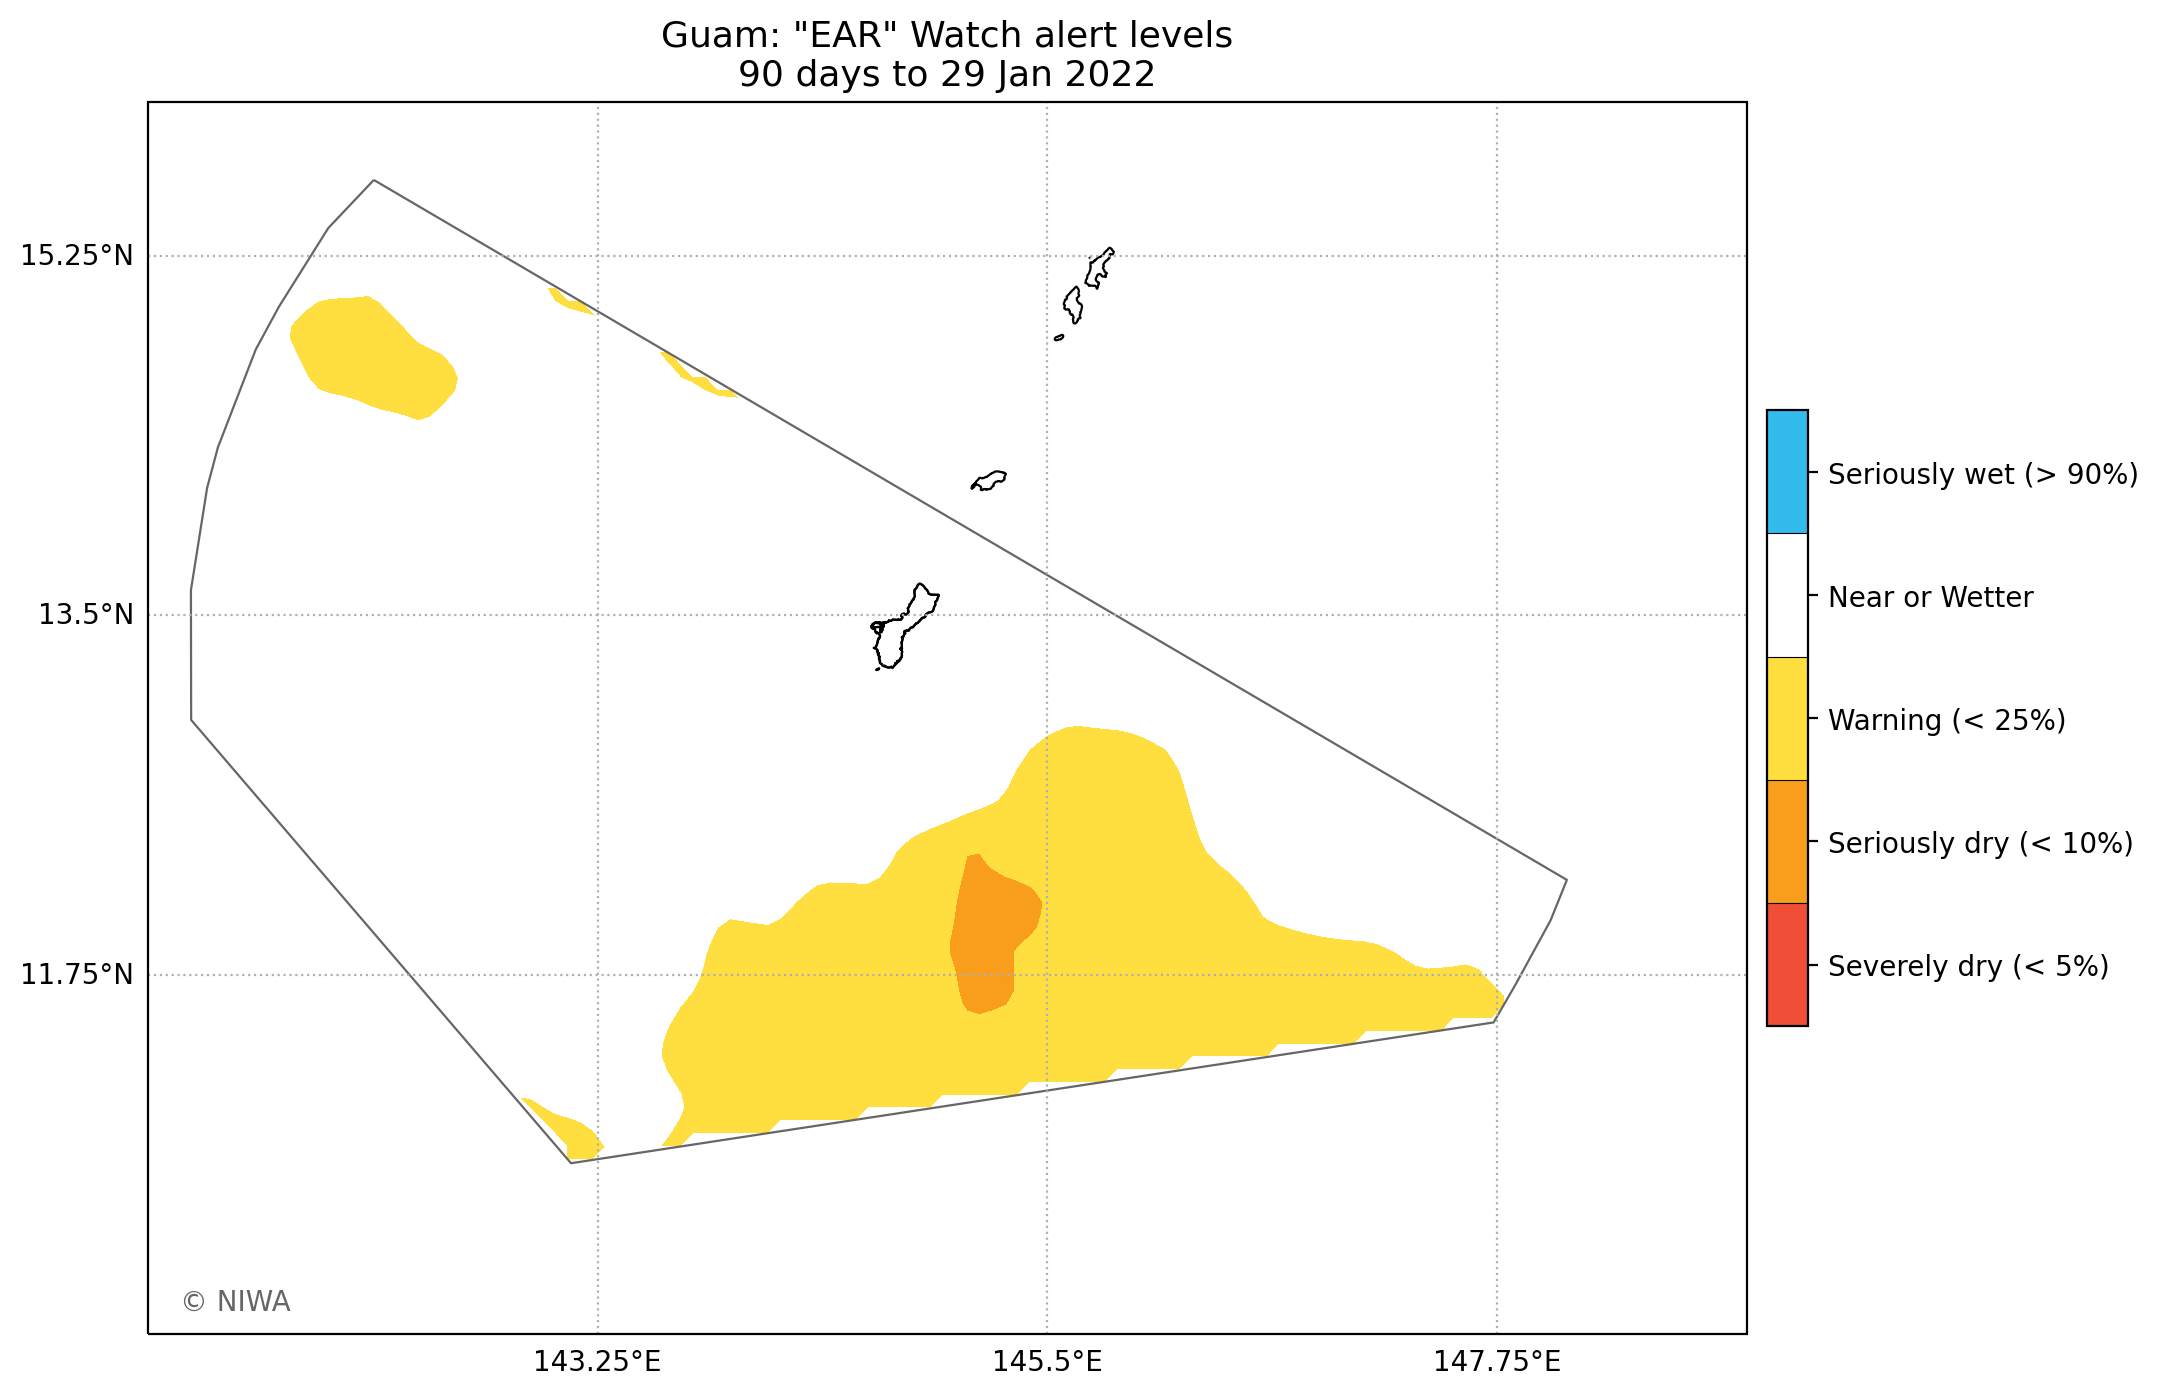 Guam: "EAR" Watch alert levels
90 days to 29 Jan 2022
15.25°N
13.5°N
11.75°N
143.25°E
145.5°E
147.75°E
Seriously wet (> 90%)
Near or Wetter
Warning (< 25%)
Seriously dry (< 10%)
Severely dry (< 5%)
© NIWA